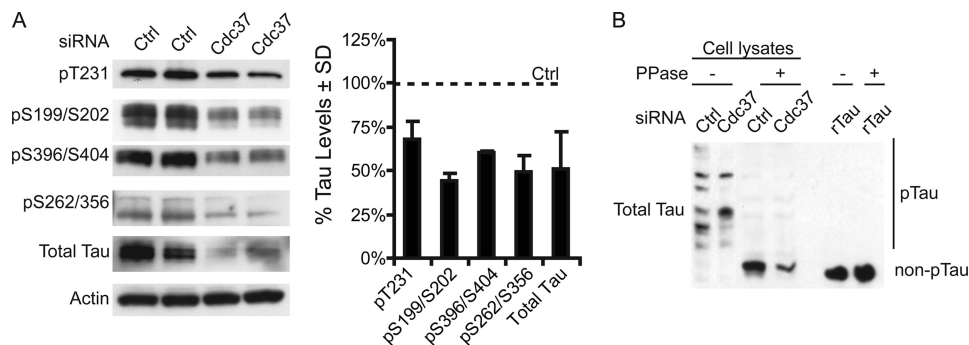 A
siRNA Ctrl Ctrl Cdc37 Cdc37
pT231
pS199/S202
pS396/S404
pS262/356
Total Tau
Actin
% Tau Levels ± SD
125%
100%
75%
50%
25%
0%
Ctrl
pT231
pS199/S202
pS396/S404
pS262/S356
Total Tau
B
Cell lysates
PPase - + - +
siRNA Ctrl Cdc37 Ctrl Cdc37 rTau rTau
Total Tau
pTau
non-pTau